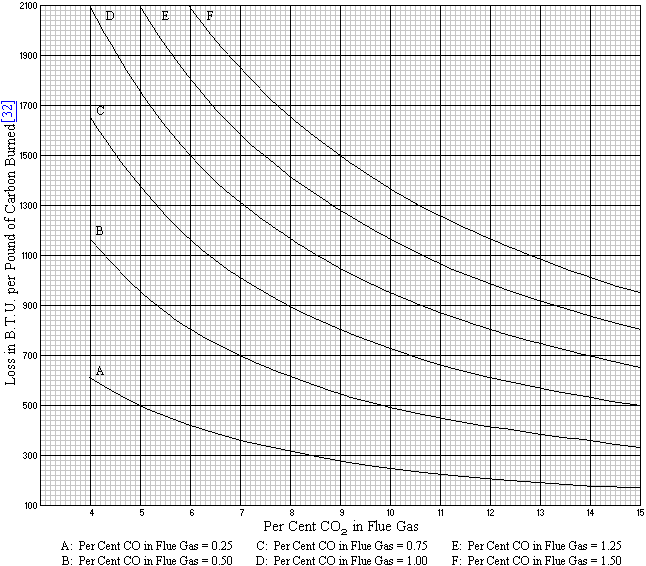 2100
1900
1700
1500
1300
1100
900
700
500
300
100
Loss in B.T.U. per Pound of Carbon Burned[32]
D
E
F
C
B
A
4 5 6 7 8 9 10 11 12 13 14 15
Per Cent CO2 in Flue Gas
A: Per Cent CO in Flue Gas = 0.25 C: Per Cent CO in Flue Gas = 0.75 E: Per Cent CO in Flue Gas = 1.25
B: Per Cent CO in Flue Gas = 0.50 D: Per Cent CO in Flue Gas = 1.00 F: Per Cent CO in Flue Gas = 1.50